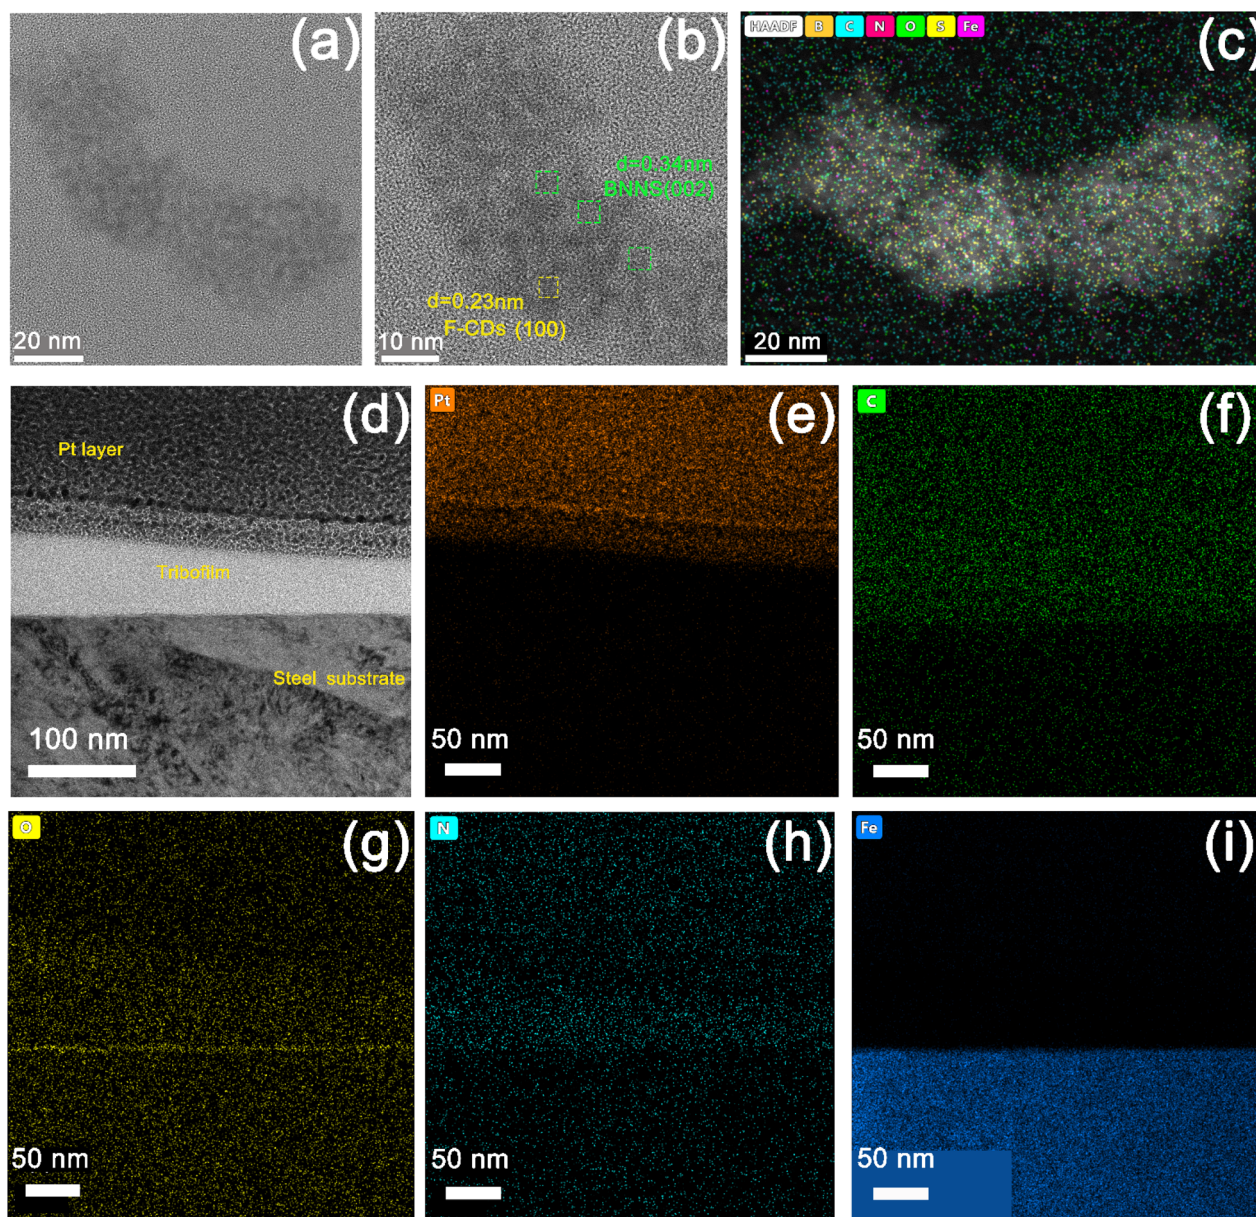 (a)
20 nm
(b)
d=0.34nm
BNNS(002)
d=0.23nm
F-CDs (100)
10 nm
HAADF B C N O S Fe
(c)
20 nm
(d)
Pt layer
Tribofilm
Steel substrate
100 nm
Pt
(e)
50 nm
C
(f)
50 nm
O
(g)
50 nm
N
(h)
50 nm
Fe
(i)
50 nm